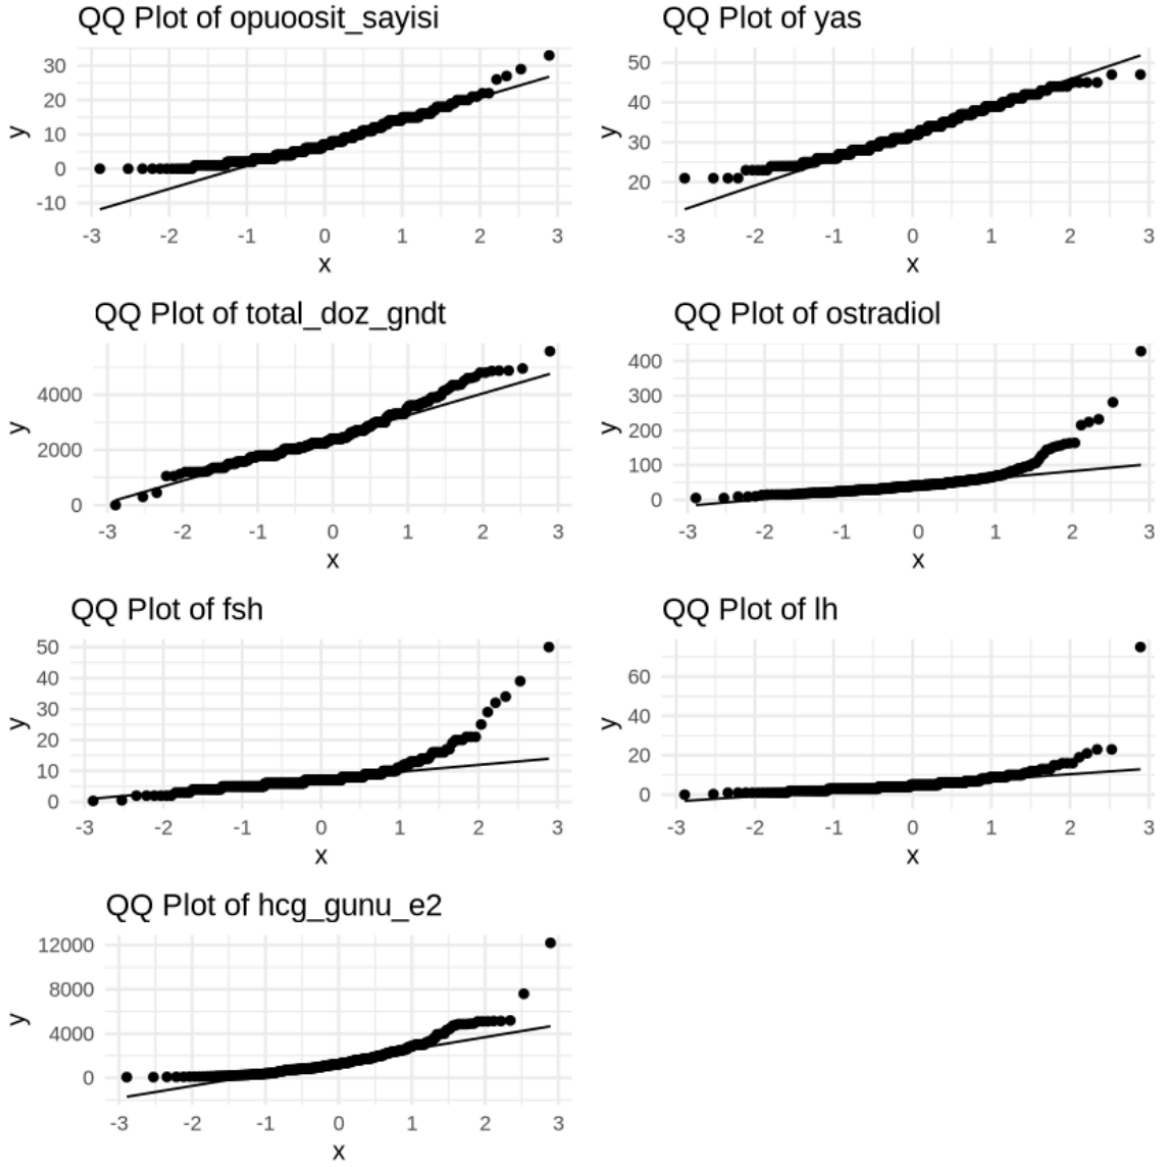 QQ Plot of opuoosit_sayisi
y
30
20
10
0
-10
-3 -2 -1 0 1 2 3
x
QQ Plot of yas
y
50
40
30
20
-3 -2 -1 0 1 2 3
x
QQ Plot of total_doz_gndt
y
4000
2000
0
-3 -2 -1 0 1 2 3
x
QQ Plot of ostradiol
y
400
300
200
100
0
-3 -2 -1 0 1 2 3
x
QQ Plot of fsh
y
50
40
30
20
10
0
-3 -2 -1 0 1 2 3
x
QQ Plot of lh
y
60
40
20
0
-3 -2 -1 0 1 2 3
x
QQ Plot of hcg_gunu_e2
y
12000
8000
4000
0
-3 -2 -1 0 1 2 3
x